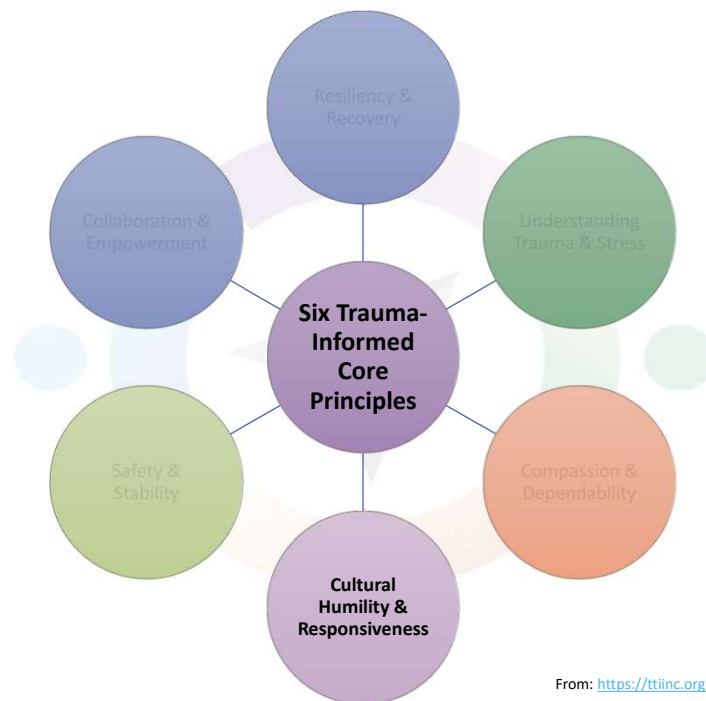 Resiliency &
Recovery
Collaboration &
Empowerment
Understanding
Trauma & Stress
Six Trauma-
Informed
Core
Principles
Safety &
Stability
Compassion &
Dependability
Cultural
Humility &
Responsiveness
From: https://ttiinc.org